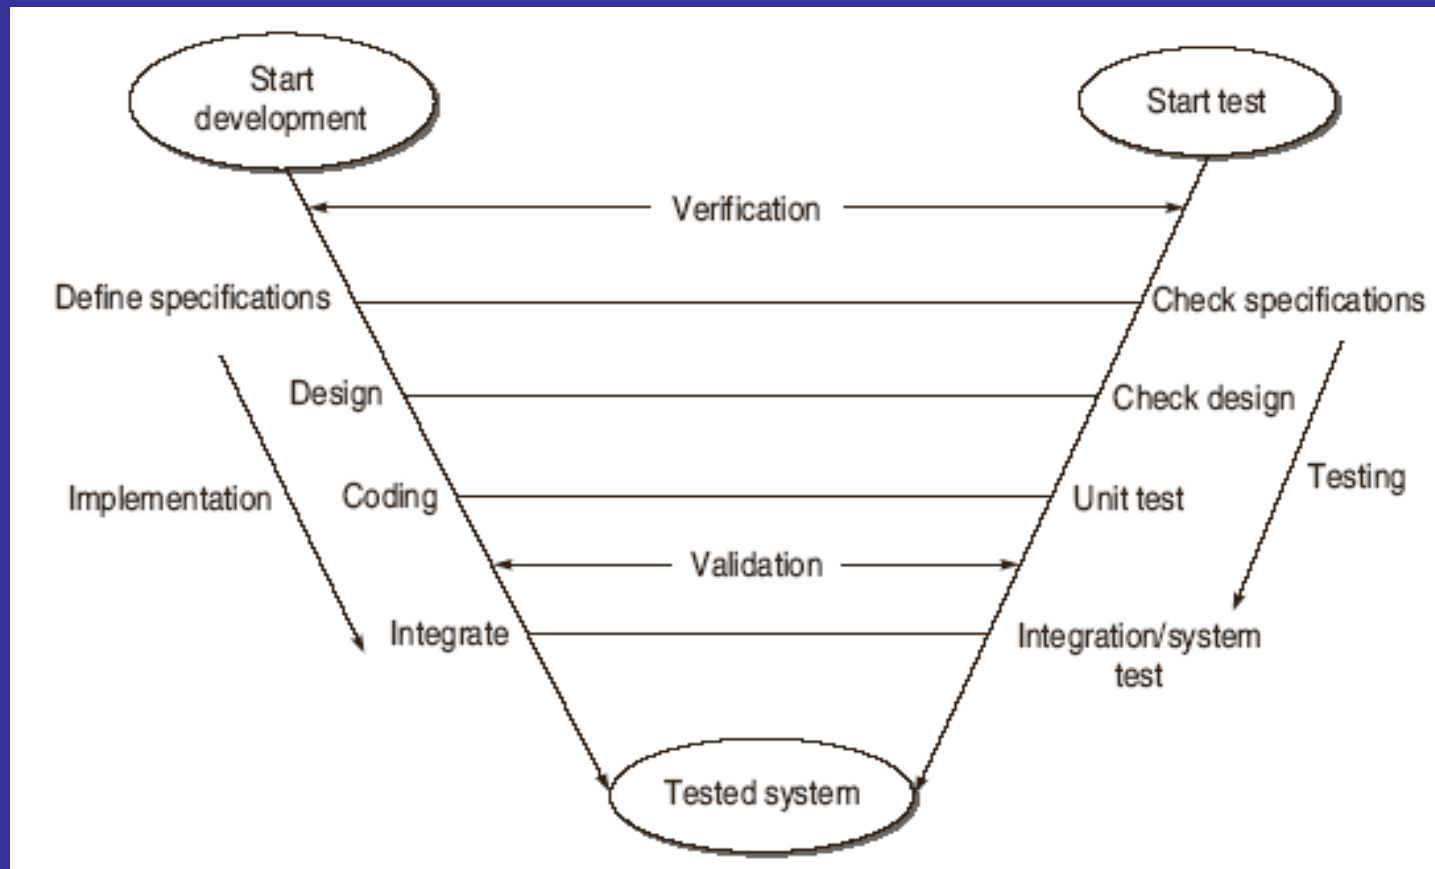 Start
development
Start test
Verification
Define specifications
Check specifications
Design
Check design
Implementation
Coding
Unit test
Testing
Validation
Integrate
Integration/system
test
Tested system